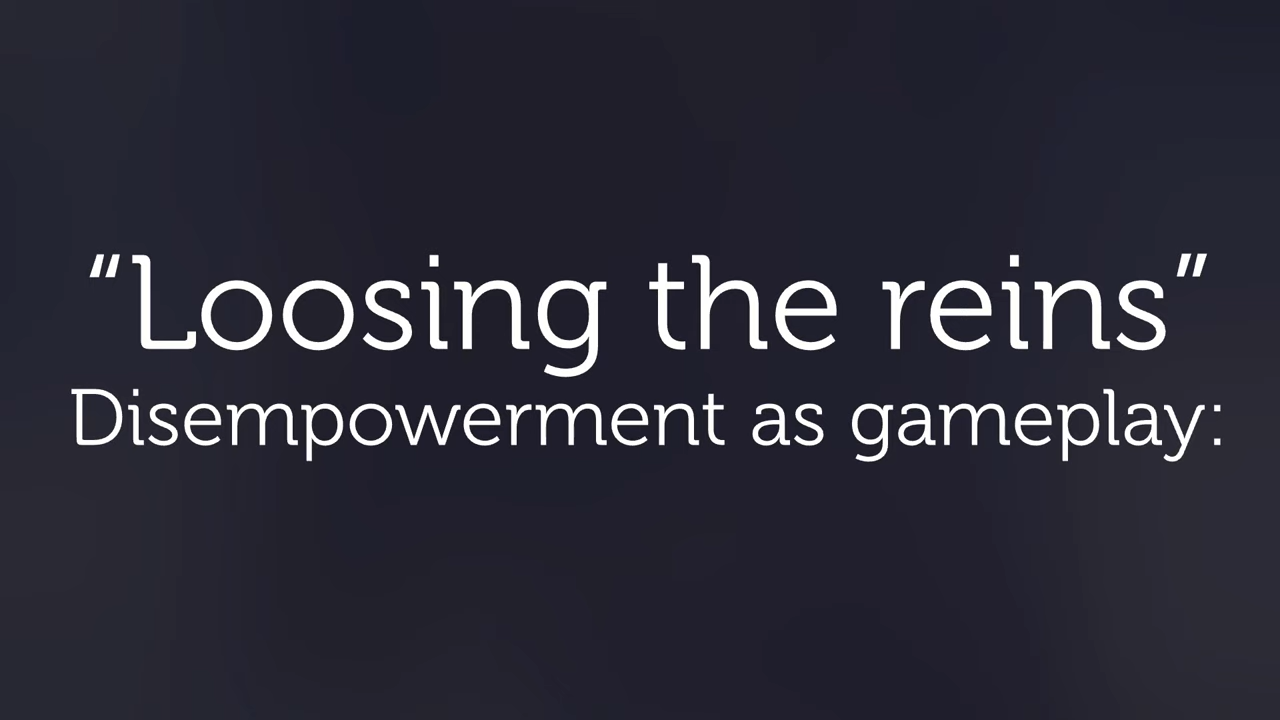 “Loosing the reins”
Disempowerment as gameplay: